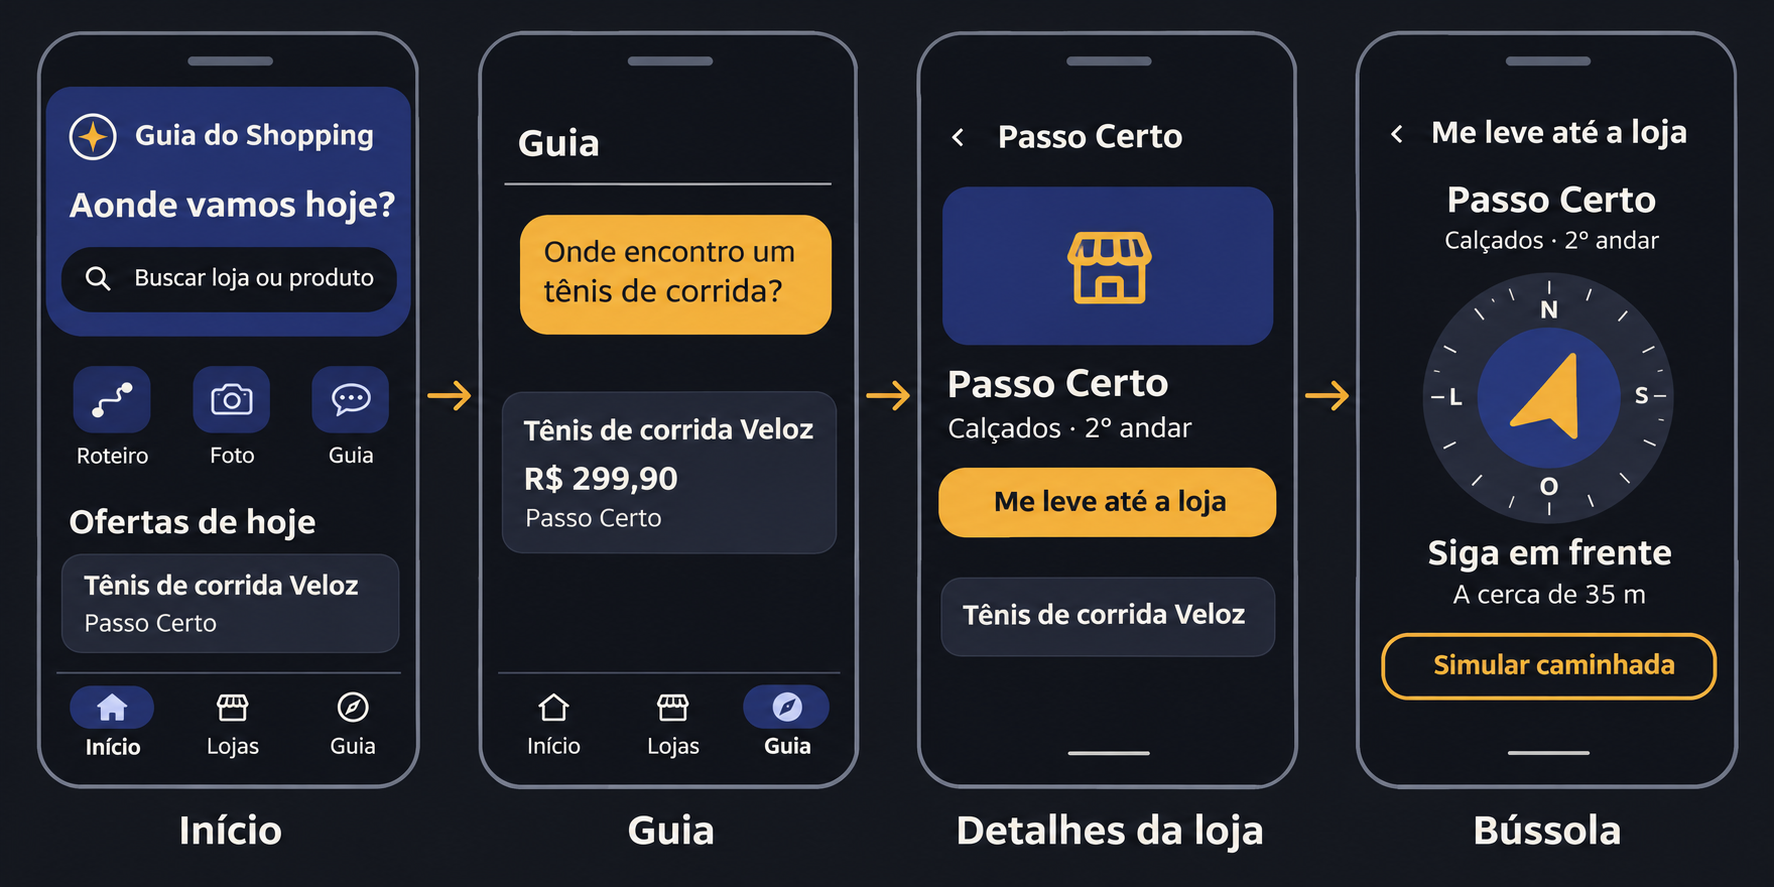 Guia do Shopping
Aonde vamos hoje?
Buscar loja ou produto
Roteiro
Foto
Guia
Ofertas de hoje
Tênis de corrida Veloz
Passo Certo
Início
Lojas
Guia
Início
Guia
Onde encontro um
tênis de corrida?
Tênis de corrida Veloz
R$ 299,90
Passo Certo
Início
Lojas
Guia
Guia
Passo Certo
Passo Certo
Calçados · 2º andar
Me leve até a loja
Tênis de corrida Veloz
Detalhes da loja
Me leve até a loja
Passo Certo
Calçados · 2º andar
N
L
S
O
Siga em frente
A cerca de 35 m
Simular caminhada
Bússola